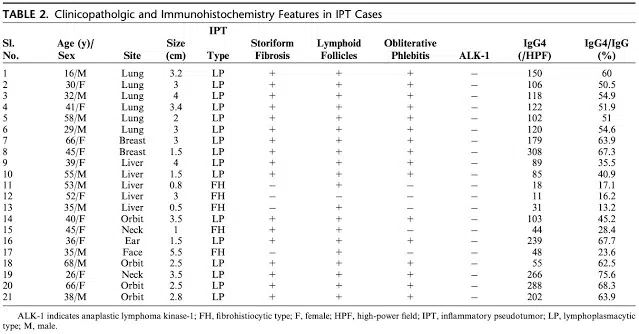 TABLE 2. Clinicopatholgic and Immunohistochemistry Features in IPT Cases
Sl. No. Age (y)/ Sex Site Size (cm) IPT Type Storiform Fibrosis Lymphoid Follicles Obliterative Phlebitis ALK-1 IgG4 (/HPF) IgG4/IgG (%)
1 16/M Lung 3.2 LP + + + − 150 60
2 30/F Lung 3 LP + + + − 106 50.5
3 32/M Lung 4 LP + + + − 118 54.9
4 41/F Lung 3.4 LP + + + − 122 51.9
5 58/M Lung 2 LP + + + − 102 51
6 29/M Lung 3 LP + + + − 120 54.6
7 66/F Breast 3 LP + + + − 179 63.9
8 45/F Breast 1.5 LP + + + − 308 67.3
9 39/F Liver 4 LP + + + − 89 35.5
10 55/M Liver 1.5 LP + + + − 85 40.9
11 53/M Liver 0.8 FH − + − − 18 17.1
12 52/F Liver 3 FH − − − − 11 16.2
13 35/M Liver 0.5 FH − + − − 31 13.2
14 40/F Orbit 3.5 LP + + + − 103 45.2
15 45/F Neck 1 FH − + − − 44 28.4
16 36/F Ear 1.5 LP + + + − 239 67.7
17 35/M Face 5.5 FH − + − − 48 23.6
18 68/M Orbit 2.5 LP + + + − 55 62.5
19 26/F Neck 3.5 LP + + + − 266 75.6
20 66/F Orbit 2.5 LP + + + − 288 68.3
21 38/M Orbit 2.8 LP + + + − 202 63.9
ALK-1 indicates anaplastic lymphoma kinase-1; FH, fibrohistiocytic type; F, female; HPF, high-power field; IPT, inflammatory pseudotumor; LP, lymphoplasmacytic
type; M, male.